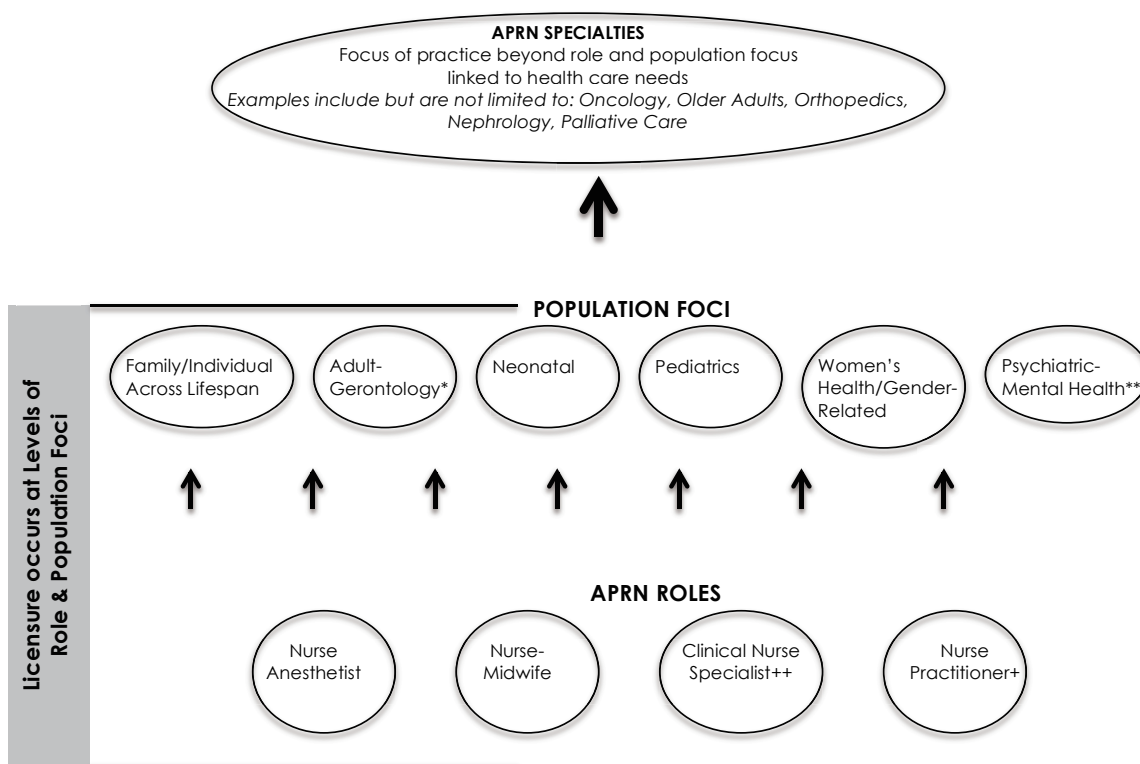 APRN SPECIALTIES
Focus of practice beyond role and population focus
linked to health care needs
Examples include but are not limited to: Oncology, Older Adults, Orthopedics,
Nephrology, Palliative Care
POPULATION FOCI
Family/Individual
Across Lifespan
Adult-
Gerontology*
Neonatal
Pediatrics
Women's
Health/Gender-
Related
Psychiatric-
Mental Health**
Licensure occurs at Levels of
Role & Population Foci
APRN ROLES
Nurse
Anesthetist
Nurse-
Midwife
Clinical Nurse
Specialist++
Nurse
Practitioner+